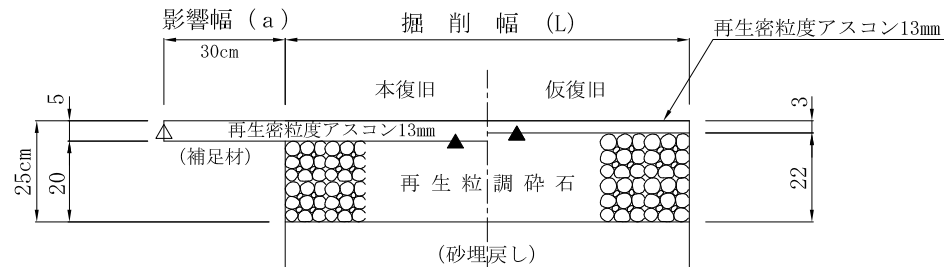 影響幅（a）
掘 削 幅 (L)
再生密粒度アスコン13mm
30cm
本復旧
仮復旧
5
3
再生密粒度アスコン13mm
(補足材)
25cm
20
再 生 粒 調 砕 石
22
(砂埋戻し)